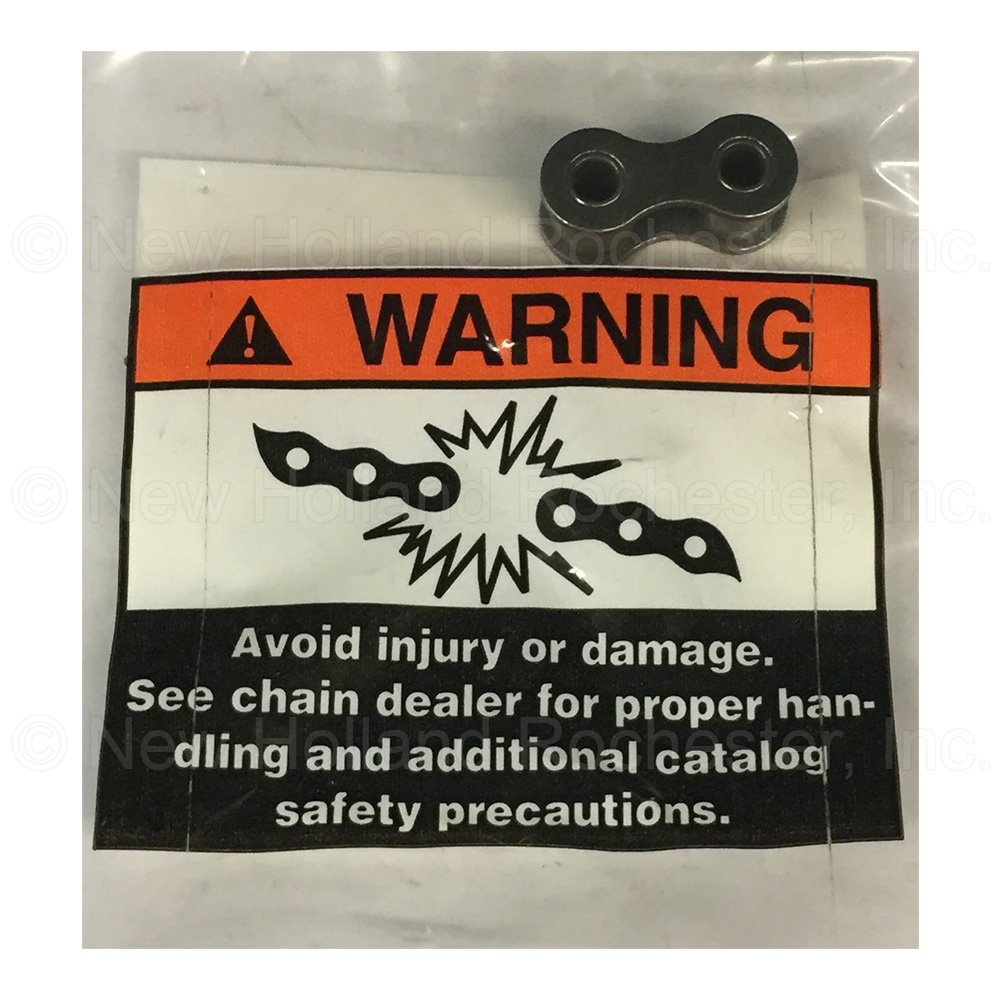 © New Holland Rochester, Inc.
WARNING
© New Holland Rochester, Inc.
Avoid injury or damage.
See chain dealer for proper han-
© New Holland Rochester, Inc.
dling and additional catalog
safety precautions.